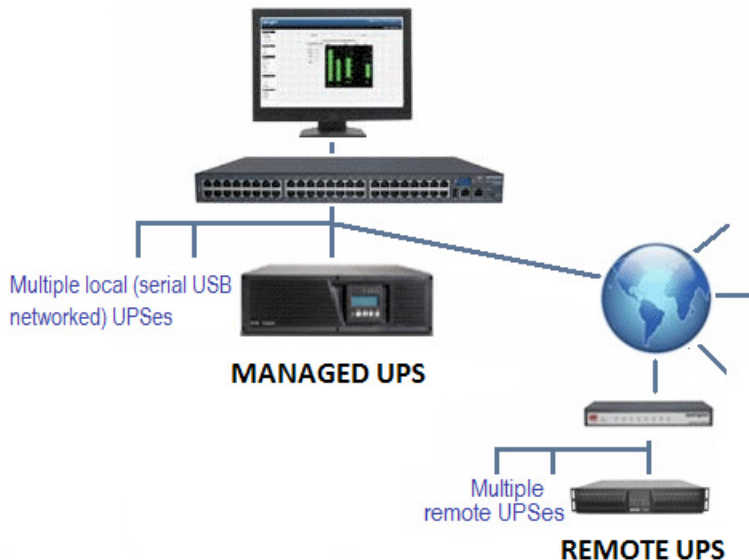 Multiple local (serial USB
networked) UPSes
MANAGED UPS
Multiple
remote UPSes
REMOTE UPS